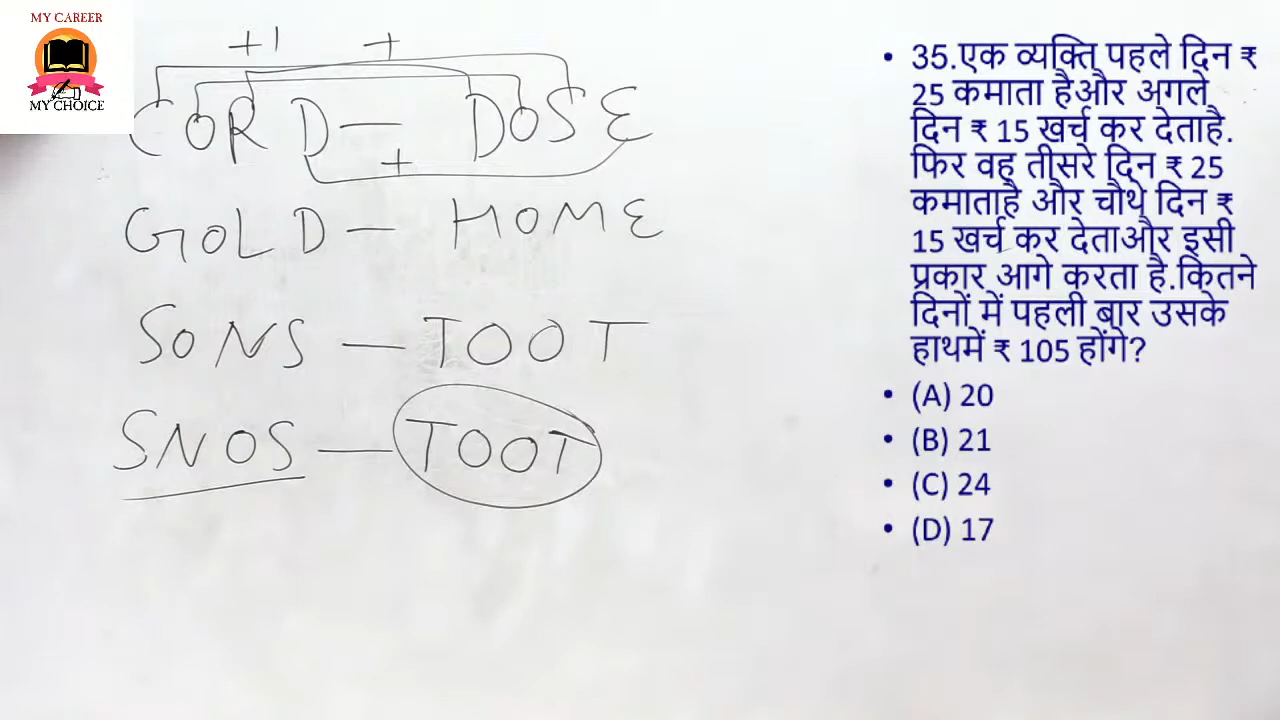 MY CAREER
MY CHOICE
+1 +
CORD — DOSE
+
GOLD — HOME
SONS — TOOT
SNOS — TOOT
• 35.एक व्यक्ति पहले दिन ₹
25 कमाता हैऔर अगले
दिन ₹ 15 खर्च कर देताहै.
फिर वह तीसरे दिन ₹ 25
कमाताहै और चौथे दिन ₹
15 खर्च कर देताऔर इसी
प्रकार आगे करता है.कितने
दिनों में पहली बार उसके
हाथमें ₹ 105 होंगे?
• (A) 20
• (B) 21
• (C) 24
• (D) 17